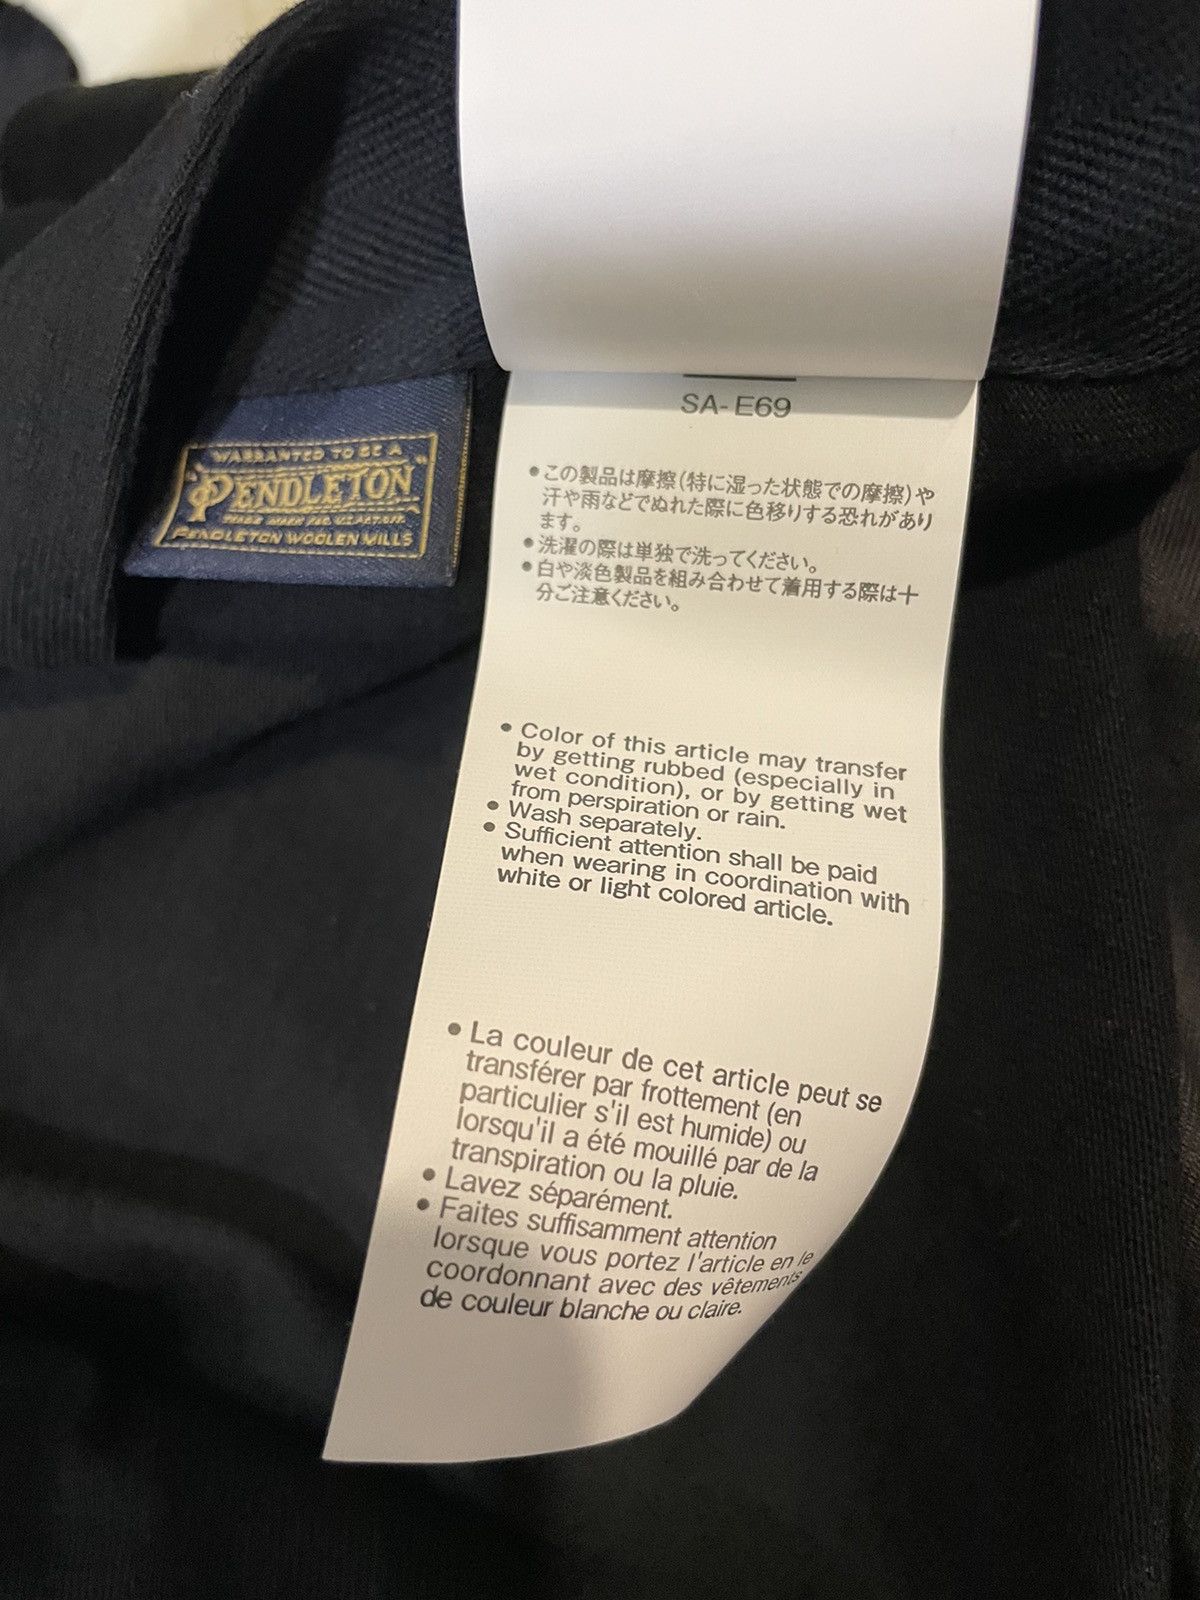 WARRANTED TO BE A
"PENDLETON"
TRADE MARK REG. U.S. PAT. OFF.
PENDLETON WOOLEN MILLS
SA-E69
•この製品は摩擦(特に湿った状態での摩擦)や
汗や雨などでぬれた際に色移りする恐れがあり
ます。
•洗濯の際は単独で洗ってください。
•白や淡色製品を組み合わせて着用する際は十
分ご注意ください。
• Color of this article may transfer
by getting rubbed (especially in
wet condition), or by getting wet
from perspiration or rain.
• Wash separately.
• Sufficient attention shall be paid
when wearing in coordination with
white or light colored article.
• La couleur de cet article peut se
transférer par frottement (en
particulier s'il est humide) ou
lorsqu'il a été mouillé par de la
transpiration ou la pluie.
• Lavez séparément.
• Faites suffisamment attention
lorsque vous portez l'article en le
coordonnant avec des vêtements
de couleur blanche ou claire.